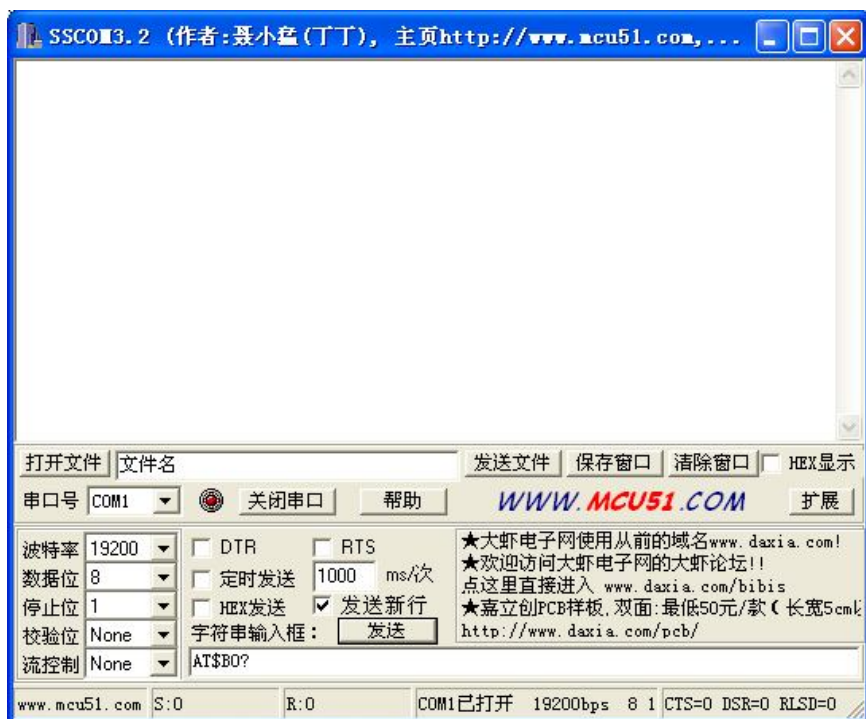 SSCOM3.2 (作者:聂小猛(丁丁), 主页http://www.mcu51.com,...
打开文件 文件名 发送文件 保存窗口 清除窗口 HEX显示
串口号 COM1 关闭串口 帮助 WWW.MCU51.COM 扩展
波特率 19200 DTR RTS
数据位 8 定时发送 1000 ms/次
停止位 1 HEX发送 发送新行
校验位 None 字符串输入框: 发送
流控制 None AT$B0?
★大虾电子网使用从前的域名www.daxia.com!
★欢迎访问大虾电子网的大虾论坛!!
点这里直接进入 www.daxia.com/bibis
★嘉立创PCB样板,双面:最低50元/款(长宽5cm
http://www.daxia.com/pcb/
www.mcu51.com S:0 R:0 COM1已打开 19200bps 8 1 CTS=0 DSR=0 RLSD=0